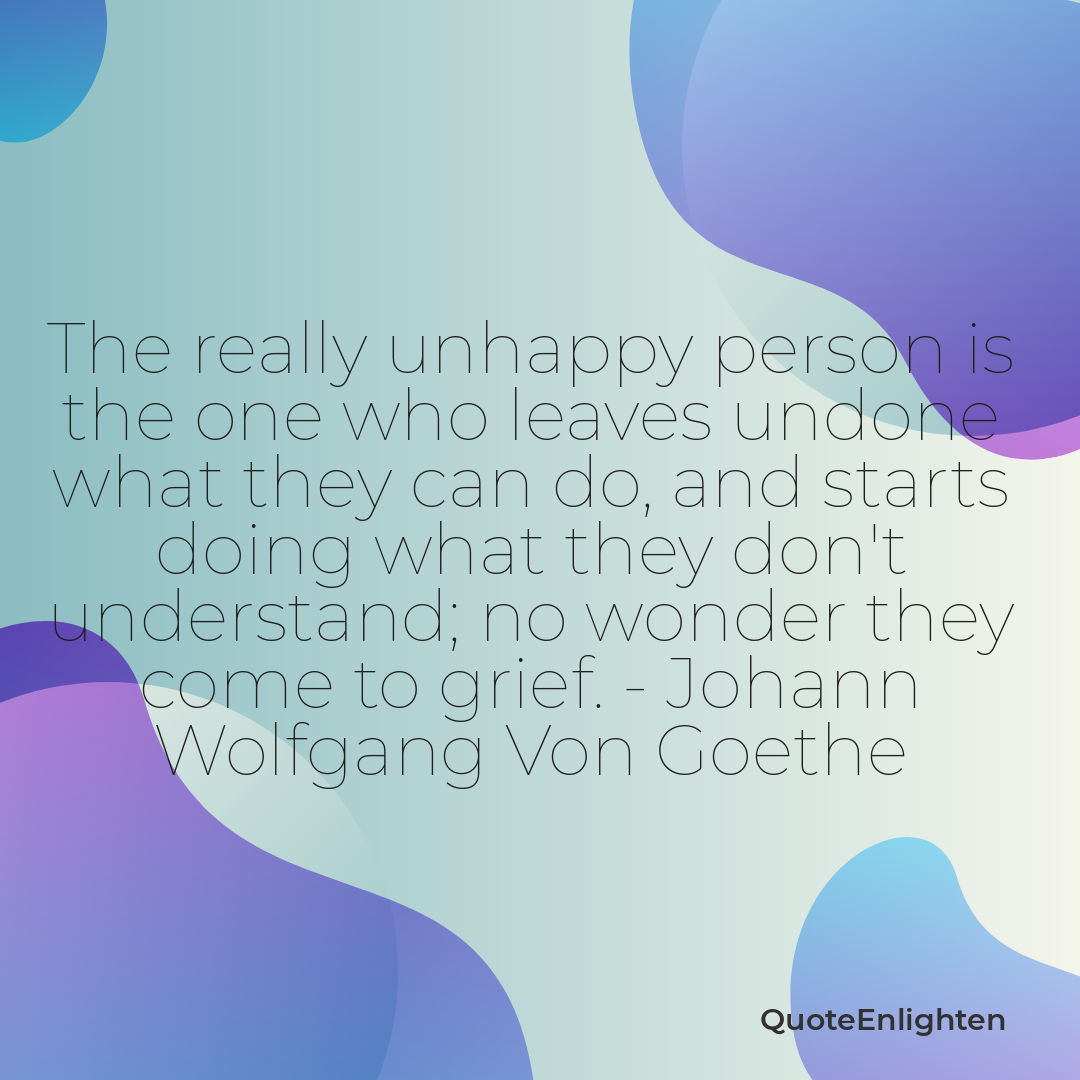 The really unhappy person is
the one who leaves undone
what they can do, and starts
doing what they don't
understand; no wonder they
come to grief. - Johann
Wolfgang Von Goethe
QuoteEnlighten